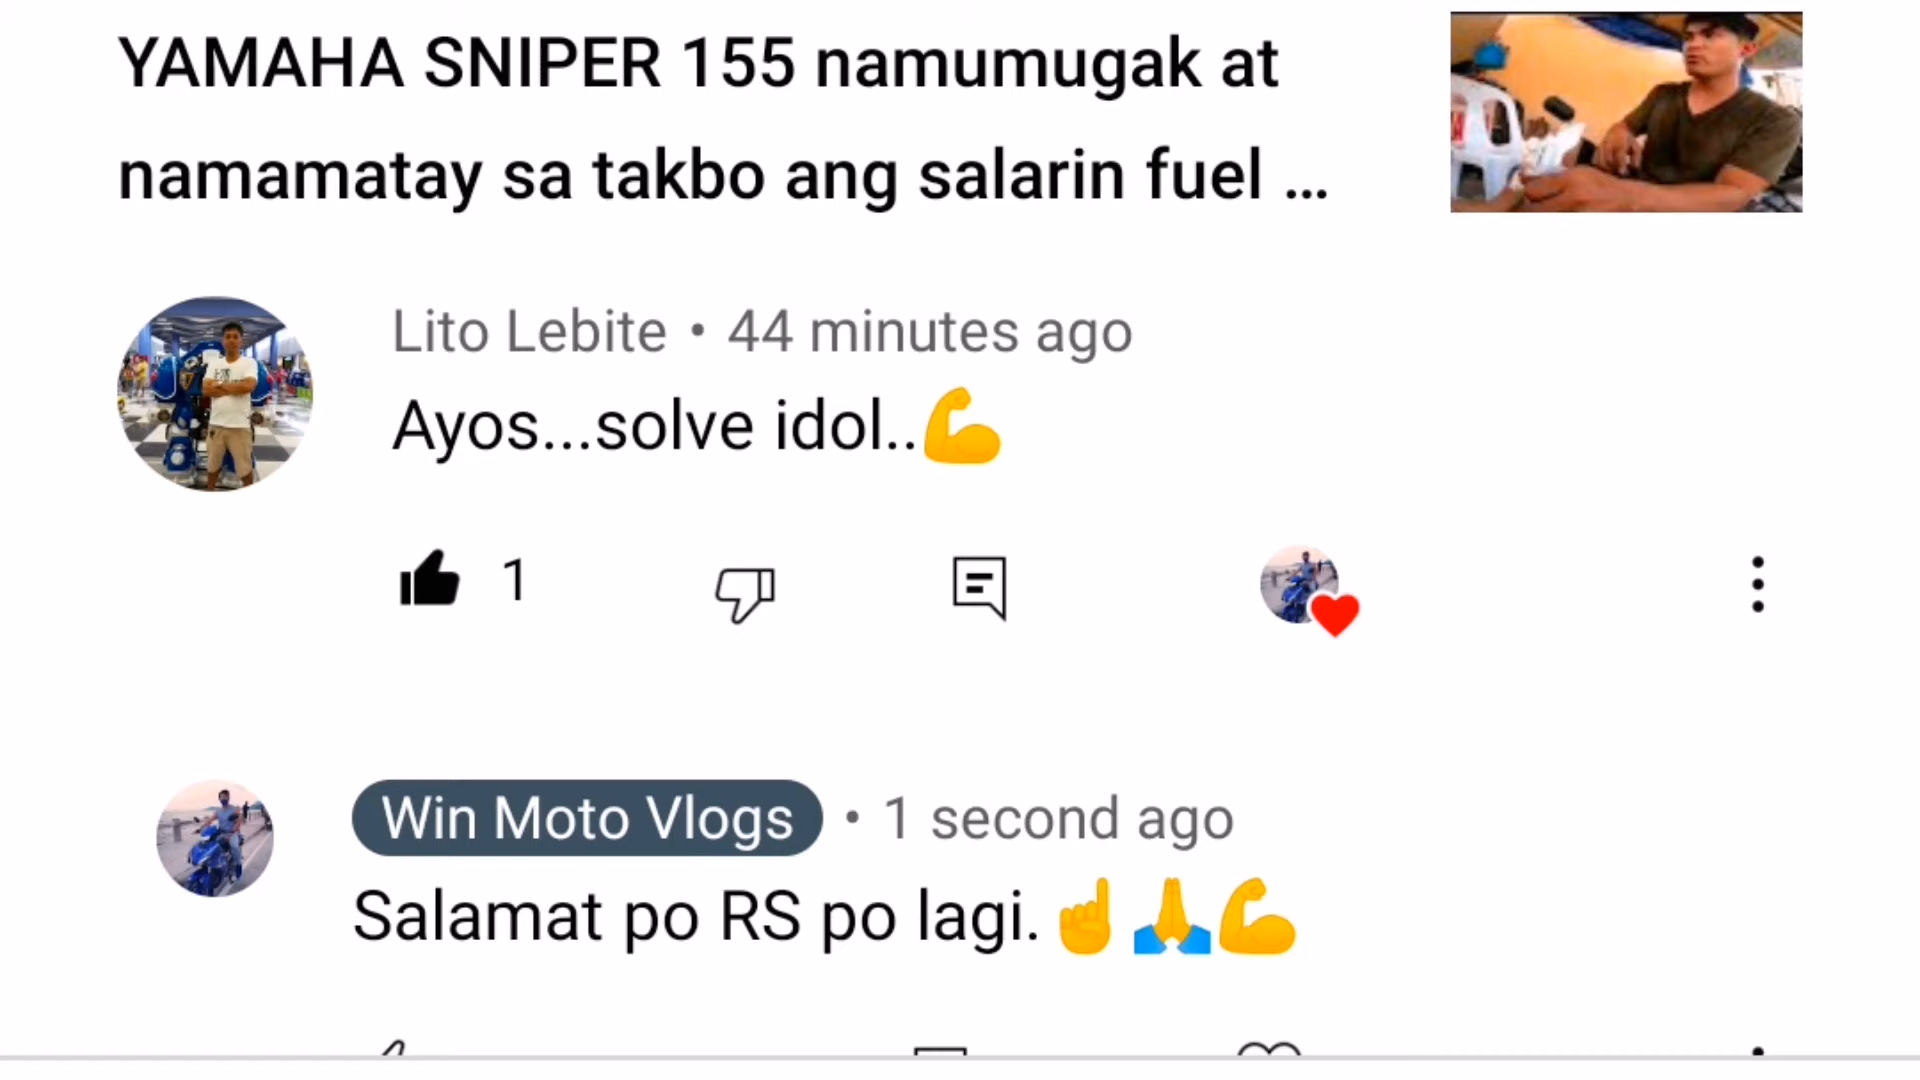 YAMAHA SNIPER 155 namumugak at
namamatay sa takbo ang salarin fuel ...
Lito Lebite • 44 minutes ago
Ayos...solve idol..💪
1
Win Moto Vlogs • 1 second ago
Salamat po RS po lagi.☝️🙏💪